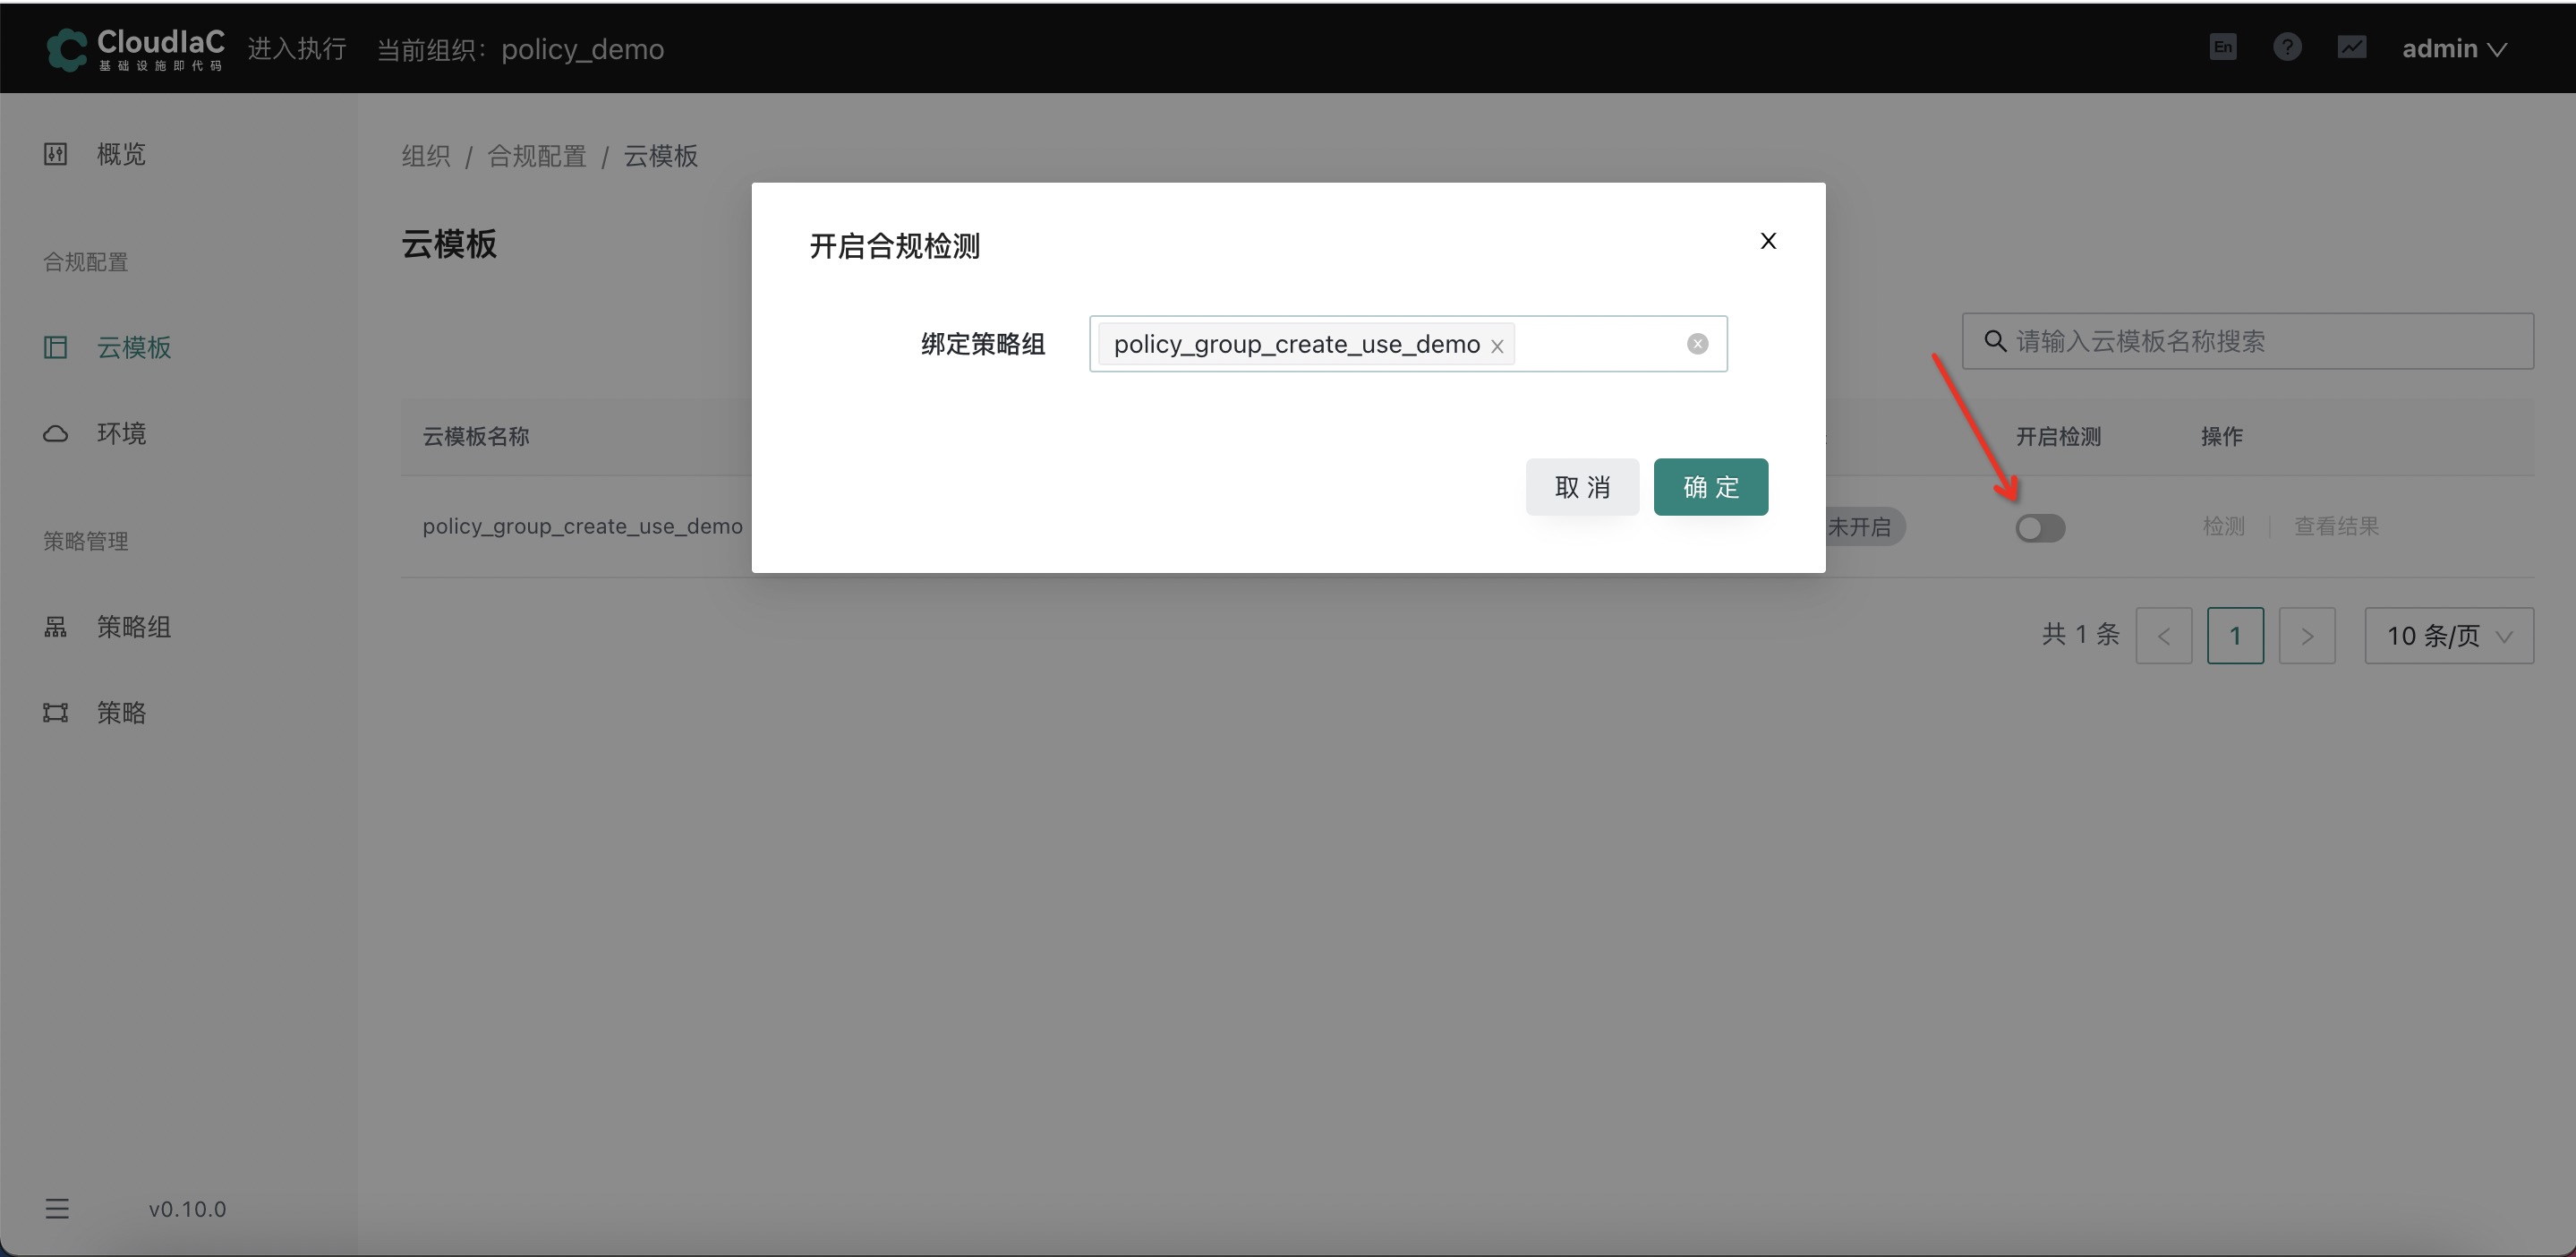 CloudIaC
基础设施即代码
进入执行 当前组织：policy_demo
En
admin
概览
合规配置
云模板
环境
策略管理
策略组
策略
v0.10.0
组织 / 合规配置 / 云模板
云模板
请输入云模板名称搜索
云模板名称 开启检测 操作
policy_group_create_use_demo 未开启 检测 查看结果
共 1 条 < 1 > 10 条/页
开启合规检测
绑定策略组 policy_group_create_use_demo
取 消 确 定